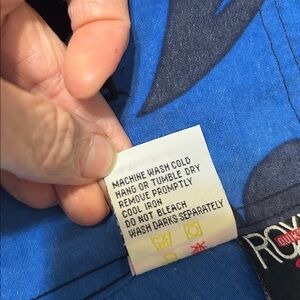 MACHINE WASH COLD
HANG OR TUMBLE DRY
REMOVE PROMPTLY
COOL IRON
DO NOT BLEACH
WASH DARKS SEPARATELY